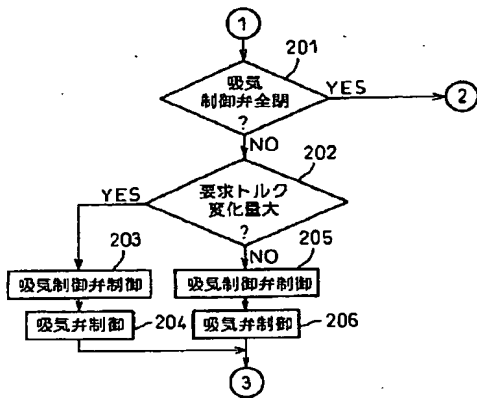 1
201
吸気
制御弁全閉
?
YES
2
NO
202
要求トルク
変化量大
?
YES
NO
203
205
吸気制御弁制御
吸気制御弁制御
吸気弁制御
204
吸気弁制御
206
3